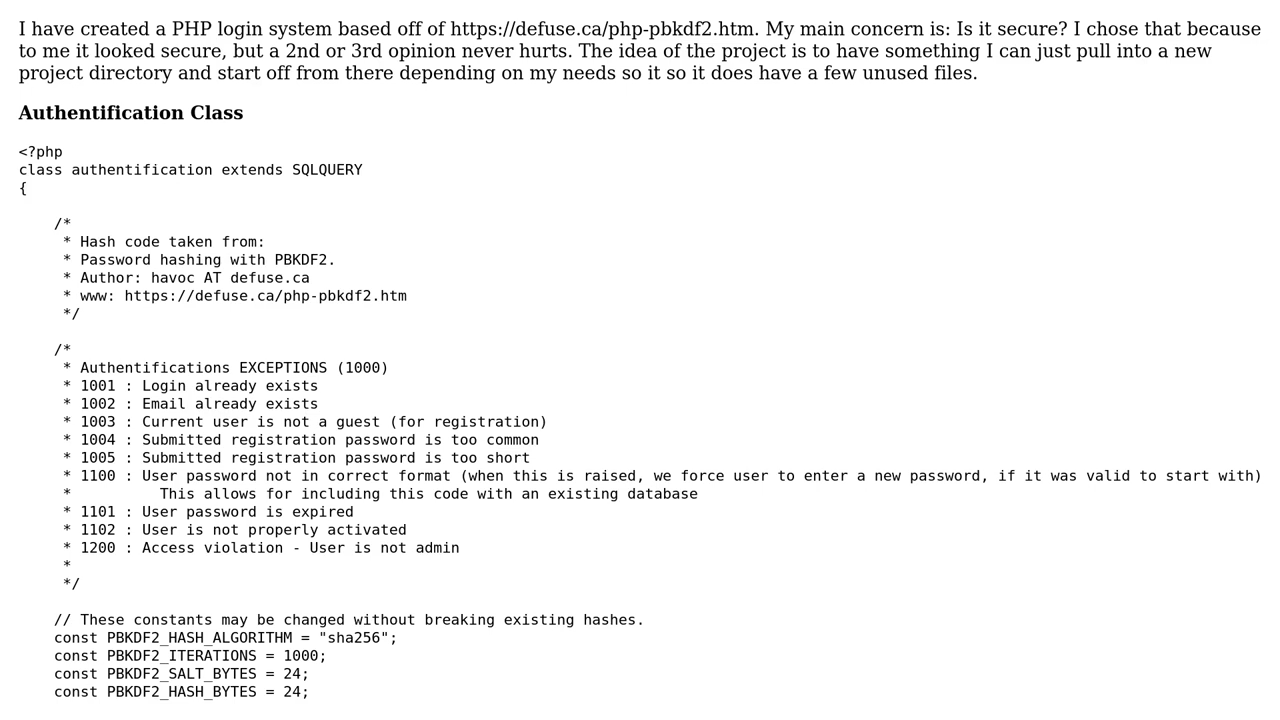 I have created a PHP login system based off of https://defuse.ca/php-pbkdf2.htm. My main concern is: Is it secure? I chose that because
to me it looked secure, but a 2nd or 3rd opinion never hurts. The idea of the project is to have something I can just pull into a new
project directory and start off from there depending on my needs so it so it does have a few unused files.
Authentification Class
<?php
class authentification extends SQLQUERY
{
    /*
     * Hash code taken from:
     * Password hashing with PBKDF2.
     * Author: havoc AT defuse.ca
     * www: https://defuse.ca/php-pbkdf2.htm
     */
    /*
     * Authentifications EXCEPTIONS (1000)
     * 1001 : Login already exists
     * 1002 : Email already exists
     * 1003 : Current user is not a guest (for registration)
     * 1004 : Submitted registration password is too common
     * 1005 : Submitted registration password is too short
     * 1100 : User password not in correct format (when this is raised, we force user to enter a new password, if it was valid to start with)
     *          This allows for including this code with an existing database
     * 1101 : User password is expired
     * 1102 : User is not properly activated
     * 1200 : Access violation - User is not admin
     *
     */
    // These constants may be changed without breaking existing hashes.
    const PBKDF2_HASH_ALGORITHM = "sha256";
    const PBKDF2_ITERATIONS = 1000;
    const PBKDF2_SALT_BYTES = 24;
    const PBKDF2_HASH_BYTES = 24;